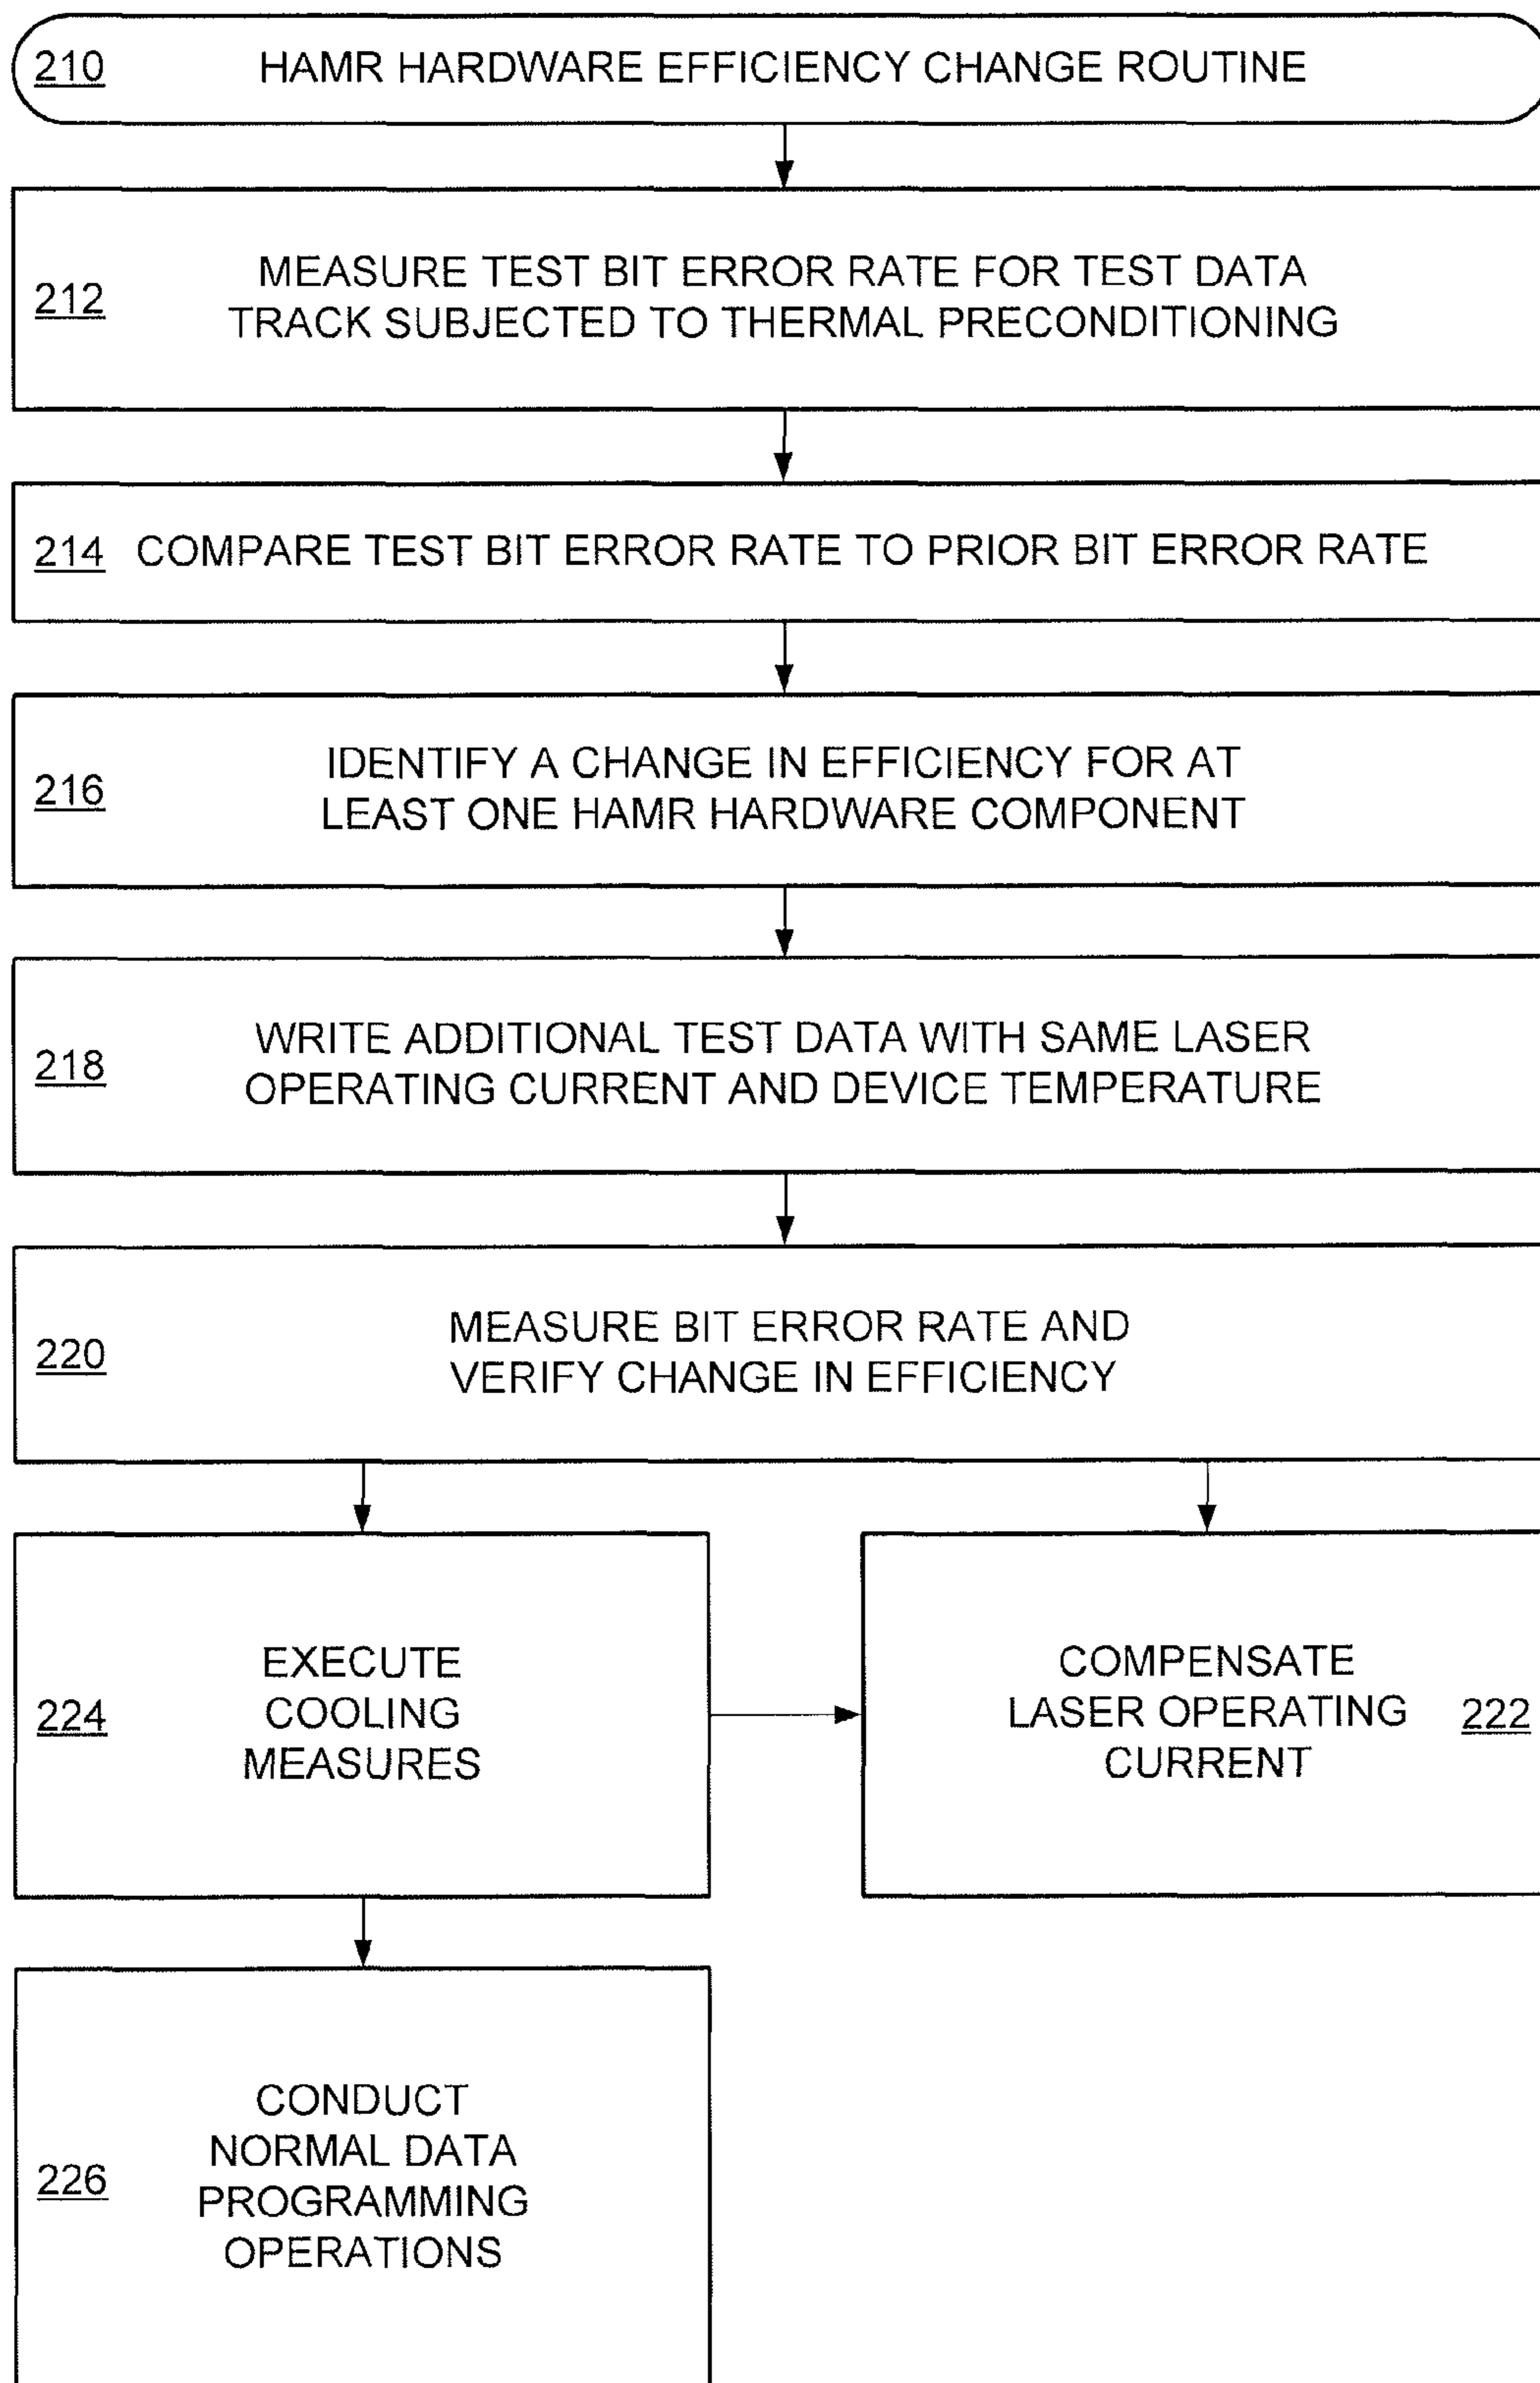 210 HAMR HARDWARE EFFICIENCY CHANGE ROUTINE
212
MEASURE TEST BIT ERROR RATE FOR TEST DATA
TRACK SUBJECTED TO THERMAL PRECONDITIONING
214 COMPARE TEST BIT ERROR RATE TO PRIOR BIT ERROR RATE
216
IDENTIFY A CHANGE IN EFFICIENCY FOR AT
LEAST ONE HAMR HARDWARE COMPONENT
218
WRITE ADDITIONAL TEST DATA WITH SAME LASER
OPERATING CURRENT AND DEVICE TEMPERATURE
220
MEASURE BIT ERROR RATE AND
VERIFY CHANGE IN EFFICIENCY
224
EXECUTE
COOLING
MEASURES
COMPENSATE
LASER OPERATING
CURRENT
222
226
CONDUCT
NORMAL DATA
PROGRAMMING
OPERATIONS